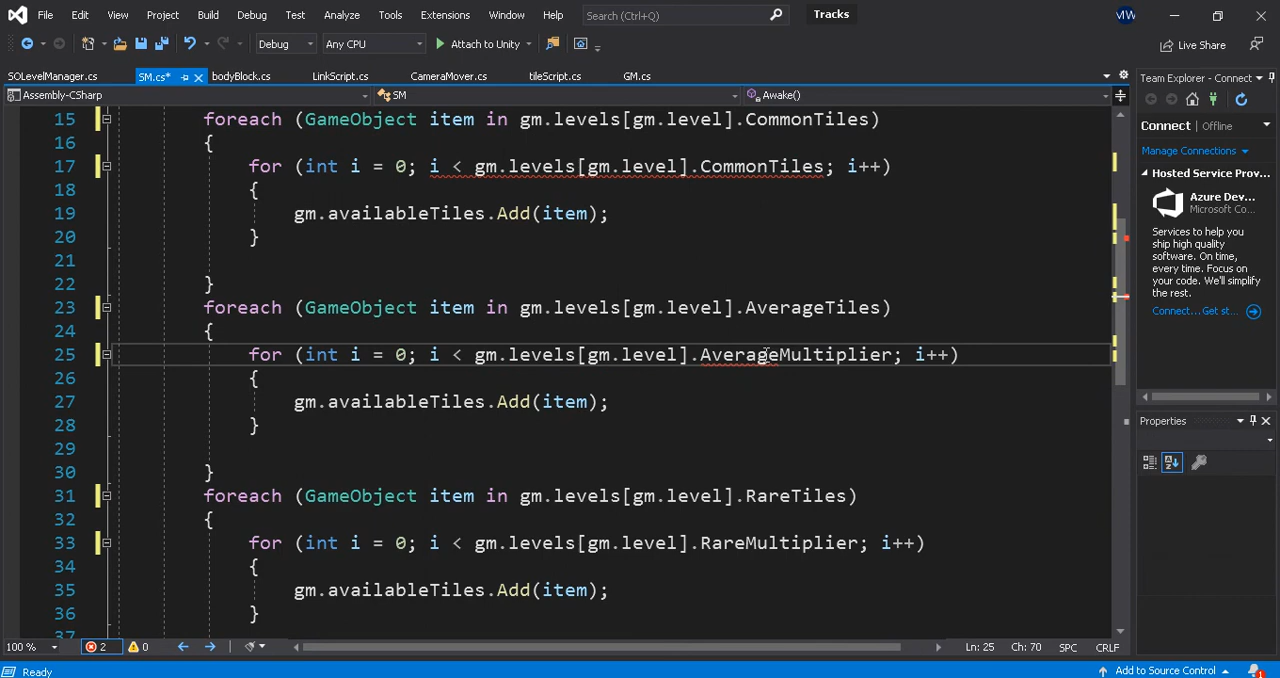 File Edit View Project Build Debug Test Analyze Tools Extensions Window Help Search (Ctrl+Q) Tracks MW
Debug Any CPU Attach to Unity Live Share
SOLevelManager.cs SM.cs* bodyBlock.cs LinkScript.cs CameraMover.cs tileScript.cs GM.cs
Assembly-CSharp SM Awake()
15 foreach (GameObject item in gm.levels[gm.level].CommonTiles)
16 {
17 for (int i = 0; i < gm.levels[gm.level].CommonTiles; i++)
18 {
19 gm.availableTiles.Add(item);
20 }
21
22 }
23 foreach (GameObject item in gm.levels[gm.level].AverageTiles)
24 {
25 for (int i = 0; i < gm.levels[gm.level].AverageMultiplier; i++)
26 {
27 gm.availableTiles.Add(item);
28 }
29
30 }
31 foreach (GameObject item in gm.levels[gm.level].RareTiles)
32 {
33 for (int i = 0; i < gm.levels[gm.level].RareMultiplier; i++)
34 {
35 gm.availableTiles.Add(item);
36 }
37
100 % 2 0 Ln: 25 Ch: 70 SPC CRLF
Team Explorer - Connect
Connect | Offline
Manage Connections
Hosted Service Prov...
Azure Dev...
Microsoft Co...
Services to help you
ship high quality
software. On time,
every time. Focus on
your code. We'll simplify
the rest.
Connect... Get st...
Properties
Ready Add to Source Control 1